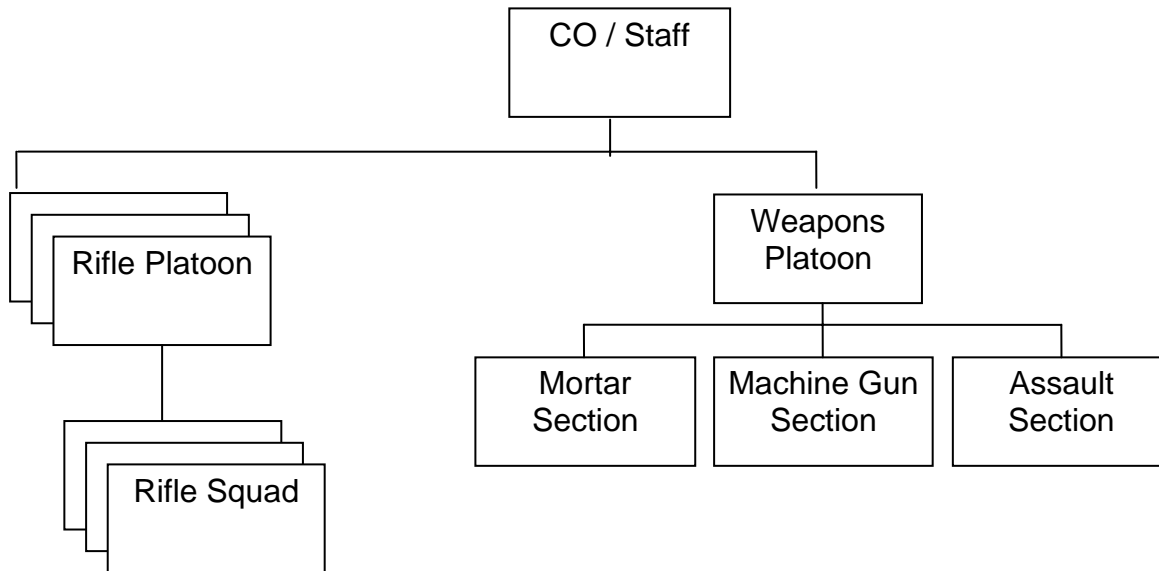 CO / Staff
Rifle Platoon
Weapons
Platoon
Mortar
Section
Machine Gun
Section
Assault
Section
Rifle Squad